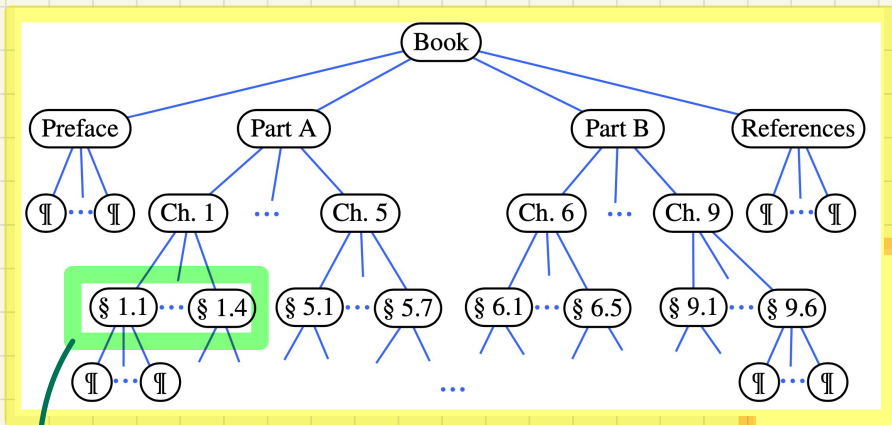 Book
Preface Part A Part B References
¶ ... ¶ Ch. 1 ... Ch. 5 Ch. 6 ... Ch. 9 ¶ ... ¶
§ 1.1 ... § 1.4 § 5.1 ... § 5.7 § 6.1 ... § 6.5 § 9.1 ... § 9.6
¶ ... ¶ ... ¶ ... ¶